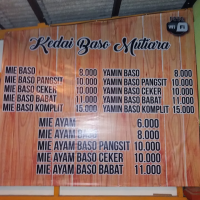 Kedai Baso Mutiara
MIE BASO 8.000
MIE BASO PANGSIT 10.000
MIE BASO CEKER 10.000
MIE BASO BABAT 11.000
MIE BASO KOMPLIT 15.000
YAMIN BASO 8.000
YAMIN BASO PANGSIT 10.000
YAMIN BASO CEKER 10.000
YAMIN BASO BABAT 11.000
YAMIN BASO KOMPLIT 15.000
MIE AYAM 6.000
MIE AYAM BASO 8.000
MIE AYAM BASO PANGSIT 10.000
MIE AYAM BASO CEKER 10.000
MIE AYAM BASO BABAT 11.000